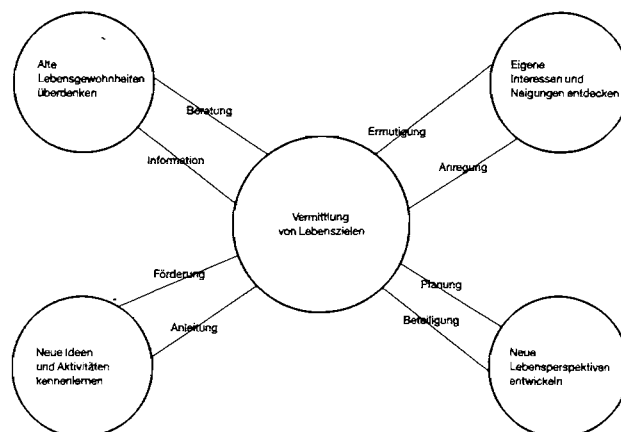 Alte
Lebensgewohnheiten
überdenken
Eigene
Interessen und
Neigungen entdecken
Beratung
Information
Ermutigung
Anregung
Vermittlung
von Lebenszielen
Förderung
Anleitung
Planung
Beteiligung
Neue Ideen
und Aktivitäten
kennenlernen
Neue
Lebensperspektiven
entwickeln